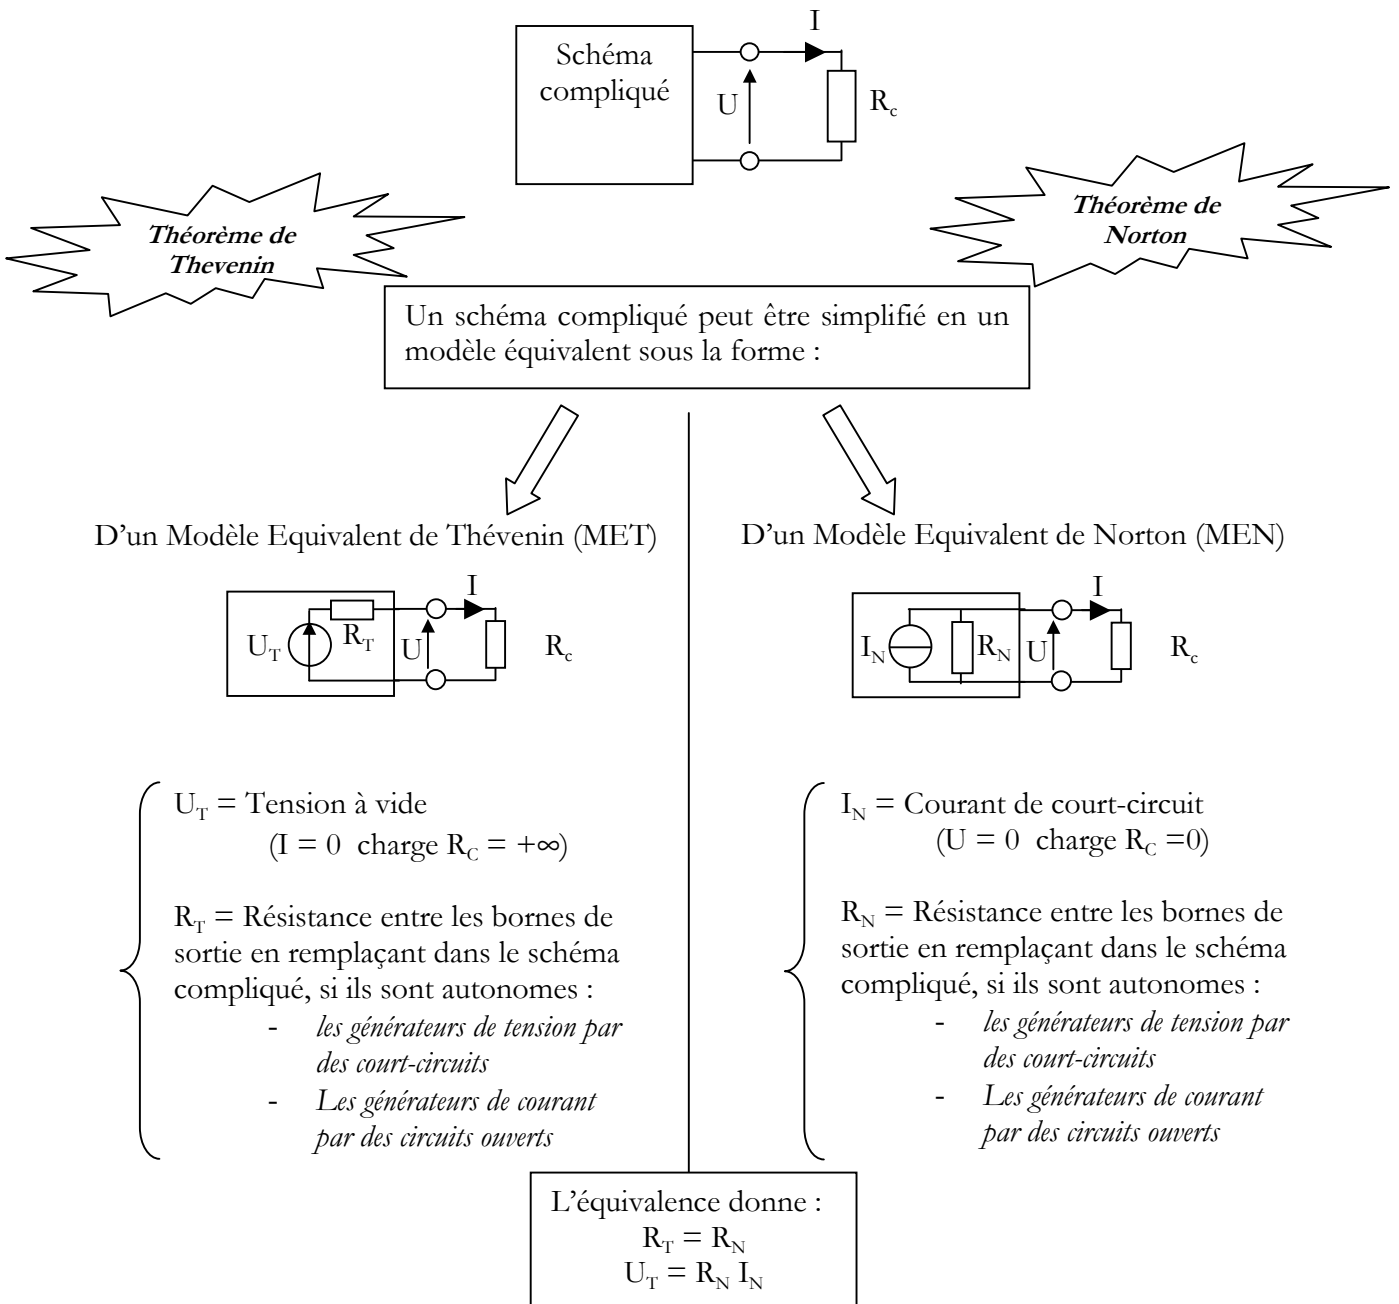 I
Schéma
compliqué
U
R_c
Théorème de
Thevenin
Théorème de
Norton
Un schéma compliqué peut être simplifié en un
modèle équivalent sous la forme :
D'un Modèle Equivalent de Thévenin (MET)
I
U_T
R_T
U
R_c
U_T = Tension à vide
(I = 0 charge R_C = +∞)
R_T = Résistance entre les bornes de
sortie en remplaçant dans le schéma
compliqué, si ils sont autonomes :
- les générateurs de tension par
des court-circuits
- Les générateurs de courant
par des circuits ouverts
D'un Modèle Equivalent de Norton (MEN)
I
I_N
R_N
U
R_c
I_N = Courant de court-circuit
(U = 0 charge R_C =0)
R_N = Résistance entre les bornes de
sortie en remplaçant dans le schéma
compliqué, si ils sont autonomes :
- les générateurs de tension par
des court-circuits
- Les générateurs de courant
par des circuits ouverts
L'équivalence donne :
R_T = R_N
U_T = R_N I_N